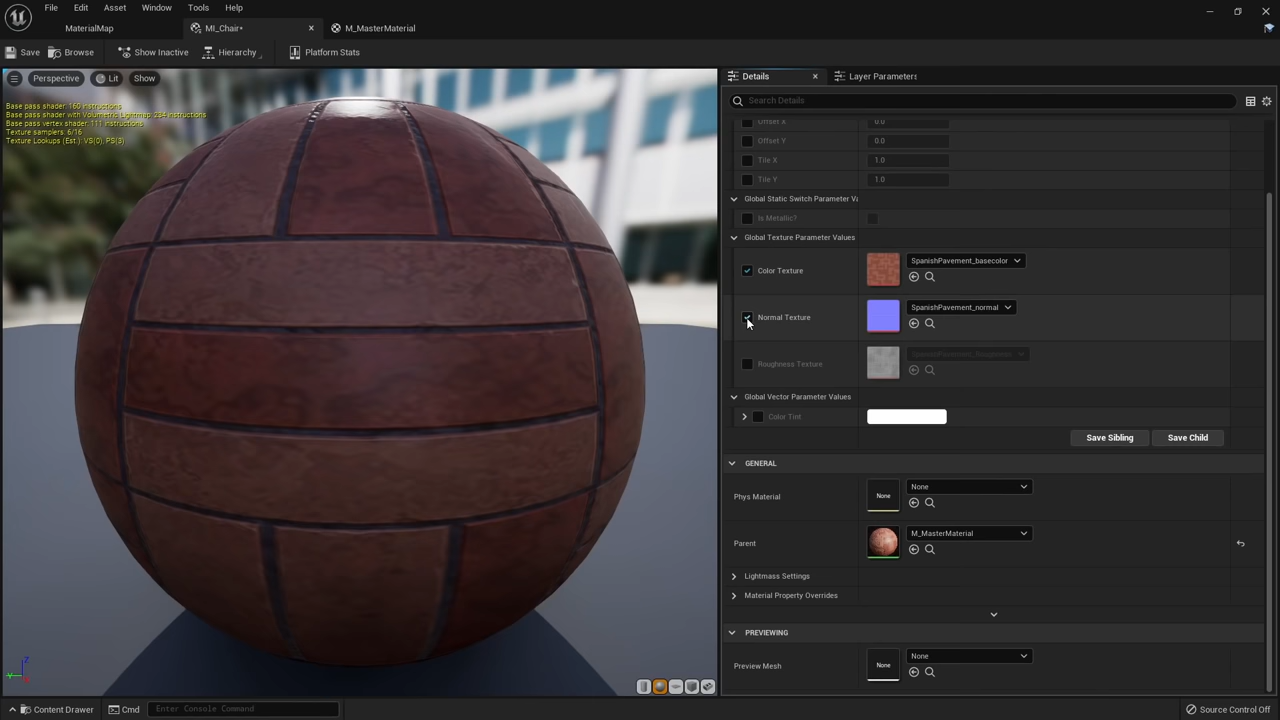 File Edit Asset Window Tools Help
MaterialMap MI_Chair* M_MasterMaterial
Save Browse Show Inactive Hierarchy Platform Stats
Perspective Lit Show
Details Layer Parameters
Search Details
Base pass shader: 160 instructions
Base pass shader with Volumetric Lightmap: 234 instructions
Base pass vertex shader: 111 instructions
Texture samplers: 6/16
Texture Lookups (Est.): VS(0), PS(3)
Offset X 0.0
Offset Y 0.0
Tile X 1.0
Tile Y 1.0
Global Static Switch Parameter Va
Is Metallic?
Global Texture Parameter Values
Color Texture SpanishPavement_basecolor
Normal Texture SpanishPavement_normal
Roughness Texture SpanishPavement_Roughness
Global Vector Parameter Values
Color Tint
Save Sibling Save Child
GENERAL
Phys Material None None
Parent M_MasterMaterial
Lightmass Settings
Material Property Overrides
PREVIEWING
Preview Mesh None None
Z
Y
Content Drawer Cmd Enter Console Command Source Control Off